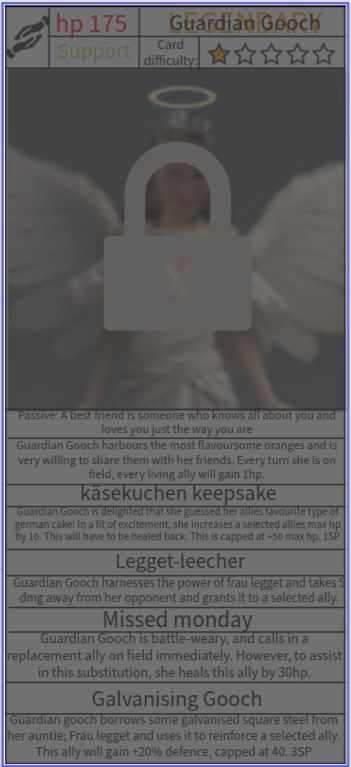 hp 175
LEGENDARY
Guardian Gooch
Support
Card
difficulty:
Passive: A best friend is someone who knows all about you and
loves you just the way you are
Guardian Gooch harbours the most flavoursome oranges and is
very willing to share them with her friends. Every turn she is on
field, every living ally will gain 1hp.
käsekuchen keepsake
Guardian Gooch is delighted that she guessed her allies favourite type of
german cake! In a fit of excitement, she increases a selected allies max hp
by 10. This will have to be healed back. This is capped at +50 max hp. 1SP
Legget-leecher
Guardian Gooch harnesses the power of frau legget and takes 5
dmg away from her opponent and grants it to a selected ally.
Missed monday
Guardian Gooch is battle-weary, and calls in a
replacement ally on field immediately. However, to assist
in this substitution, she heals this ally by 30hp.
Galvanising Gooch
Guardian gooch borrows some galvanised square steel from
her auntie; Frau legget and uses it to reinforce a selected ally.
This ally will gain +20% defence, capped at 40. 3SP